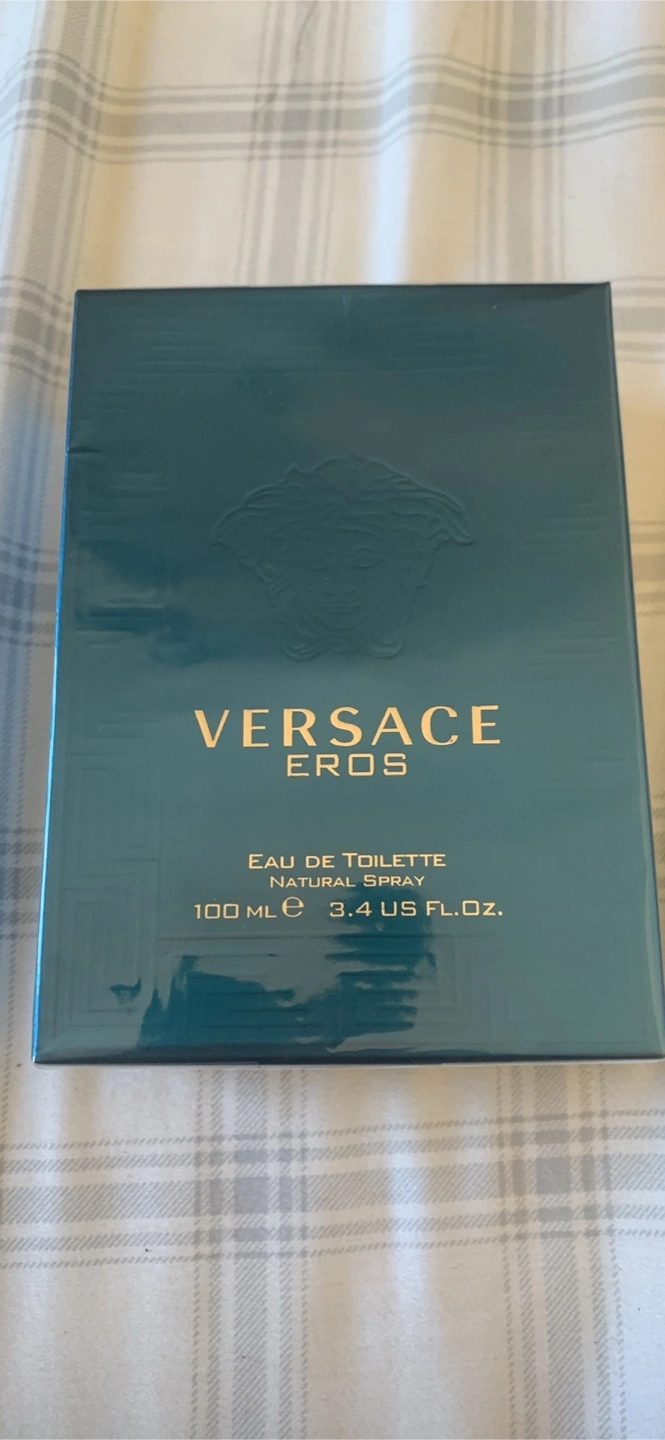 VERSACE
EROS
EAU DE TOILETTE
NATURAL SPRAY
100 ML e 3.4 US FL.OZ.